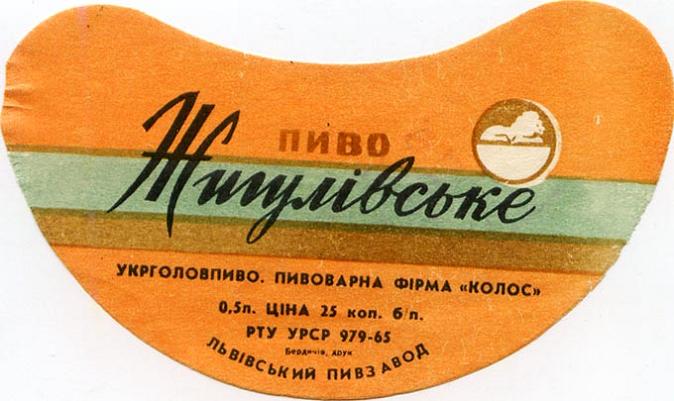 ПИВО
Жигулівське
УКРГОЛОВПИВО. ПИВОВАРНА ФІРМА «КОЛОС»
0,5л. ЦІНА 25 коп. б/п.
РТУ УРСР 979-65
Бердичів, друк
ЛЬВІВСЬКИЙ ПИВЗАВОД